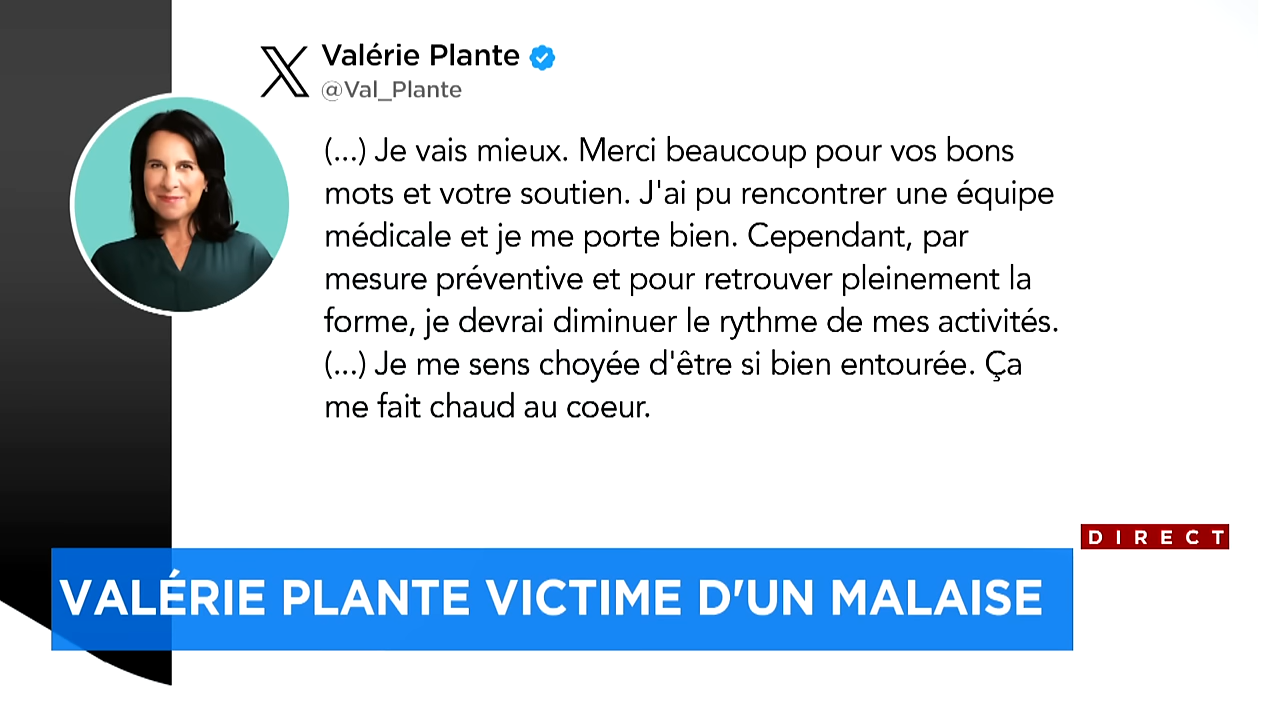 Valérie Plante
@Val_Plante
(...) Je vais mieux. Merci beaucoup pour vos bons
mots et votre soutien. J'ai pu rencontrer une équipe
médicale et je me porte bien. Cependant, par
mesure préventive et pour retrouver pleinement la
forme, je devrai diminuer le rythme de mes activités.
(...) Je me sens choyée d'être si bien entourée. Ça
me fait chaud au coeur.
DIRECT
VALÉRIE PLANTE VICTIME D'UN MALAISE